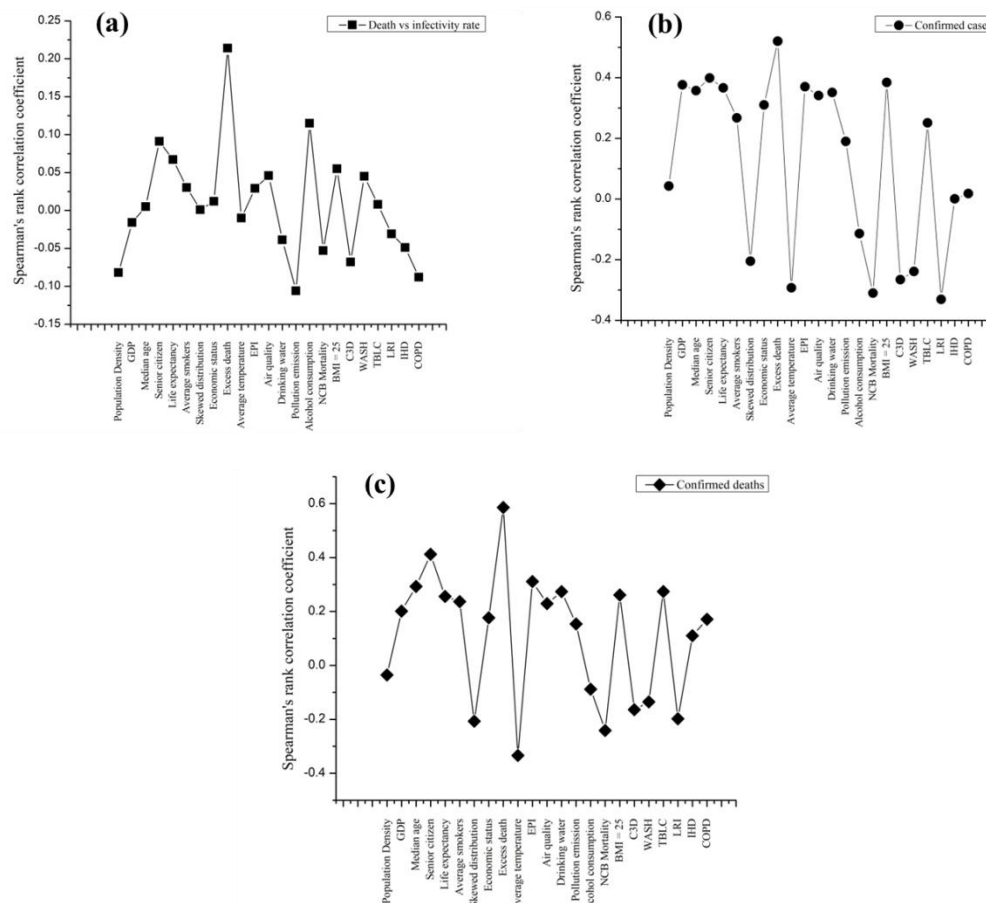 (a)
Death vs infectivity rate
Spearman's rank correlation coefficient
0.25
0.20
0.15
0.10
0.05
0.00
-0.05
-0.10
-0.15
Population Density
GDP
Median age
Senior citizen
Life expectancy
Average smokers
Skewed distribution
Economic status
Excess death
Average temperature
EPI
Air quality
Drinking water
Pollution emission
Alcohol consumption
NCB Mortality
BMI = 25
C3D
WASH
TBLC
LRI
IHD
COPD
(b)
Confirmed case
Spearman's rank correlation coefficient
0.6
0.4
0.2
0.0
-0.2
-0.4
Population Density
GDP
Median age
Senior citizen
Life expectancy
Average smokers
Skewed distribution
Economic status
Excess death
Average temperature
EPI
Air quality
Drinking water
Pollution emission
Alcohol consumption
NCB Mortality
BMI = 25
C3D
WASH
TBLC
LRI
IHD
COPD
(c)
Confirmed deaths
Spearman's rank correlation coefficient
0.6
0.4
0.2
0.0
-0.2
-0.4
Population Density
GDP
Median age
Senior citizen
Life expectancy
Average smokers
Skewed distribution
Economic status
Excess death
verage temperature
EPI
Air quality
Drinking water
Pollution emission
lcohol consumption
NCB Mortality
BMI = 25
C3D
WASH
TBLC
LRI
IHD
COPD